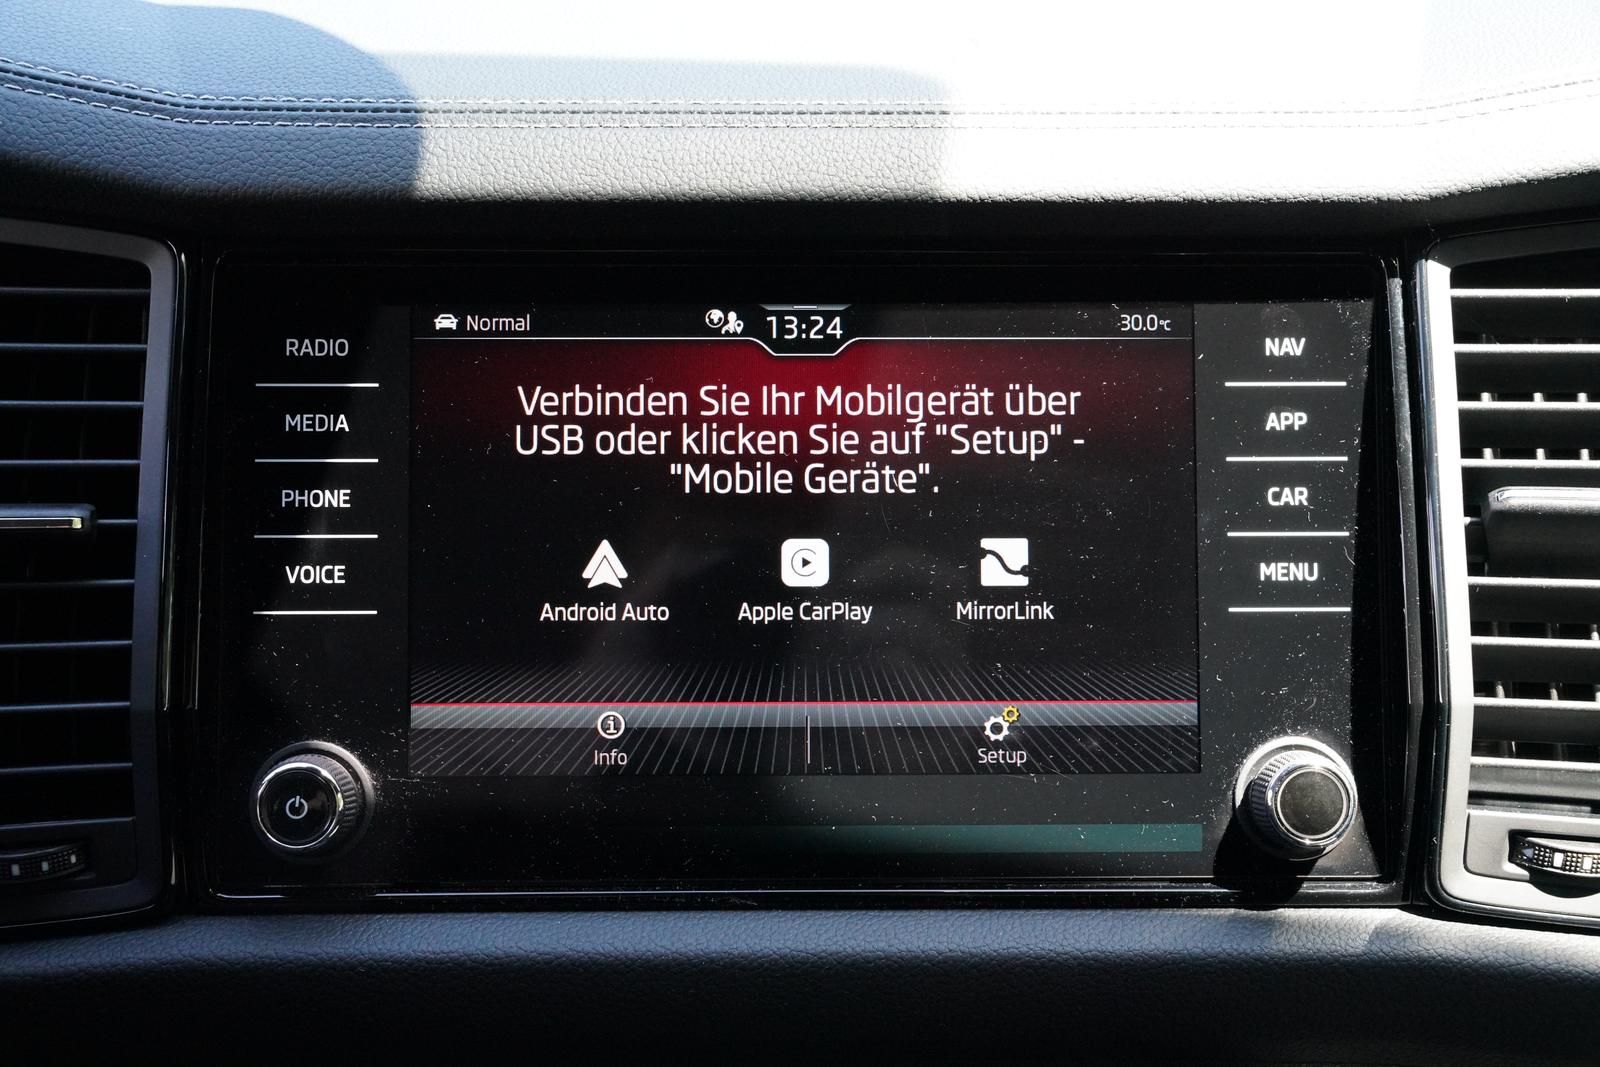 Normal
13:24
30.0°C
RADIO
MEDIA
PHONE
VOICE
Verbinden Sie Ihr Mobilgerät über
USB oder klicken Sie auf "Setup" -
"Mobile Geräte".
Android Auto
Apple CarPlay
MirrorLink
Info
Setup
NAV
APP
CAR
MENU